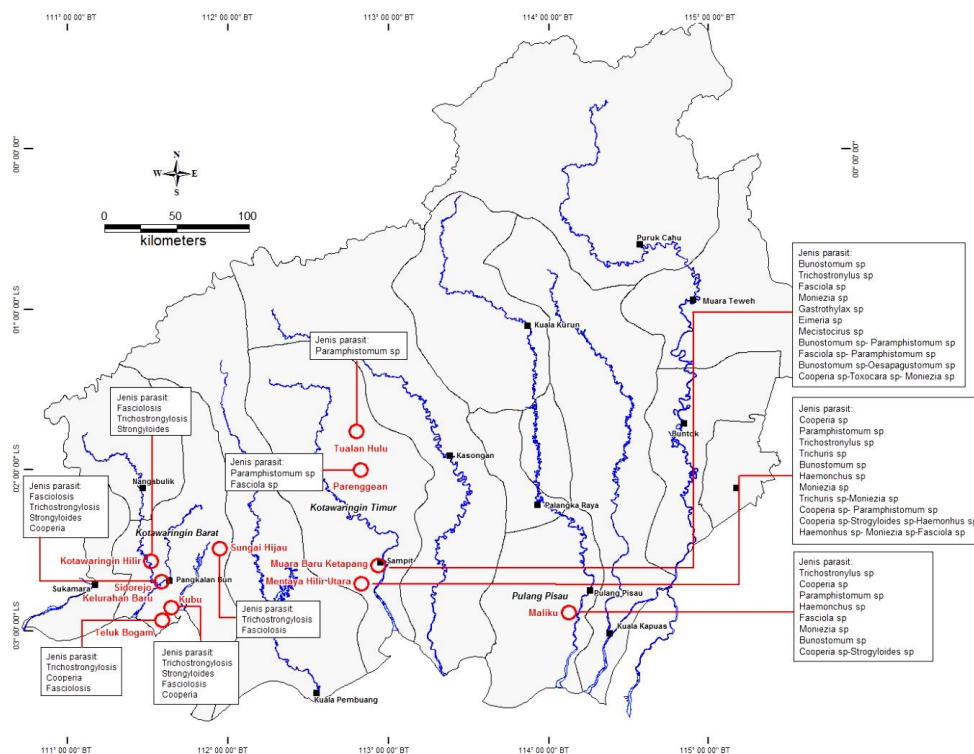 111° 00' 00" BT
112° 00' 00" BT
113° 00' 00" BT
114° 00' 00" BT
115° 00' 00" BT
00° 00' 00"
00° 00' 00"
N
W E
S
0 50 100
kilometers
Puruk Cahu
Muara Teweh
Kuala Kurun
01° 00' 00" LS
Jenis parasit:
Bunostomum sp
Trichostronylus sp
Fasciola sp
Moniezia sp
Gastrothylax sp
Eimeria sp
Mecistocirus sp
Bunostomum sp- Paramphistomum sp
Fasciola sp- Paramphistomum sp
Bunostomum sp-Oesapagustomum sp
Cooperia sp-Toxocara sp- Moniezia sp
Jenis parasit:
Paramphistomum sp
Jenis parasit:
Fasciolosis
Trichostrongylosis
Strongyloides
Tualan Hulu
Buntok
Jenis parasit:
Cooperia sp
Paramphistomum sp
Trichostronylus sp
Trichuris sp
Bunostomum sp
Haemonchus sp
Moniezia sp
Trichuris sp-Moniezia sp
Cooperia sp- Paramphistomum sp
Cooperia sp-Strogyloides sp-Haemonhus sp
Haemonhus sp- Moniezia sp-Fasciola sp
Kasongan
Jenis parasit:
Paramphistomum sp
Fasciola sp
Parenggean
02° 00' 00" LS
Nangabulik
Jenis parasit:
Fasciolosis
Trichostrongylosis
Strongyloides
Cooperia
Kotawaringin Timur
Palangka Raya
Kotawaringin Barat
Sungai Hijau
Kotawaringin Hilir
Muara Baru Ketapang
Sampit
Sidorejo
Pangkalan Bun
Mentaya Hilir Utara
Sukamara
Kelurahan Baru
Kubu
Pulang Pisau
Pulang Pisau
Maliku
Jenis parasit:
Trichostronylus sp
Cooperia sp
Paramphistomum sp
Haemonchus sp
Fasciola sp
Moniezia sp
Bunostomum sp
Cooperia sp-Strogyloides sp
Teluk Bogam
Kuala Kapuas
03° 00' 00" LS
Jenis parasit:
Trichostrongylosis
Fasciolosis
Jenis parasit:
Trichostrongylosis
Cooperia
Fasciolosis
Jenis parasit:
Trichostrongylosis
Strongyloides
Fasciolosis
Cooperia
Kuala Pembuang
111° 00' 00" BT
112° 00' 00" BT
113° 00' 00" BT
114° 00' 00" BT
115° 00' 00" BT